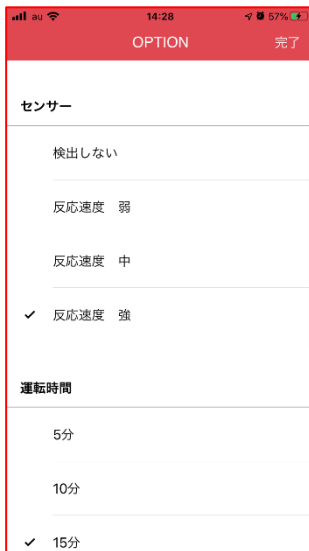 au 14:28 57%
OPTION 完了
センサー
検出しない
反応速度 弱
反応速度 中
✓ 反応速度 強
運転時間
5分
10分
✓ 15分